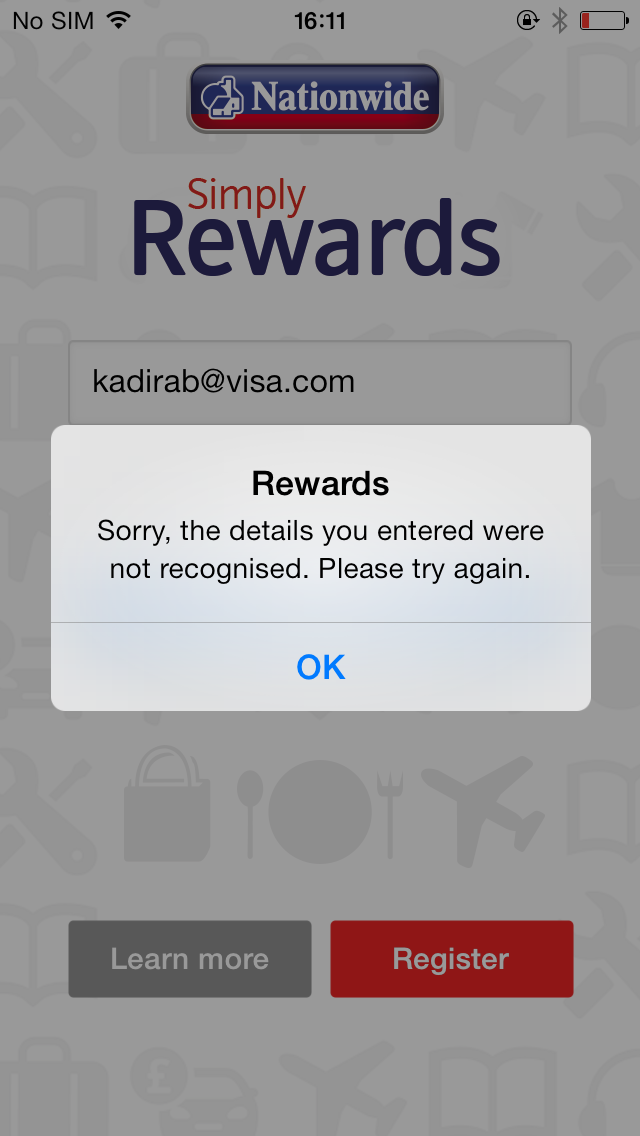 No SIM 16:11
Nationwide
Simply
Rewards
kadirab@visa.com
Rewards
Sorry, the details you entered were
not recognised. Please try again.
OK
Learn more Register
£